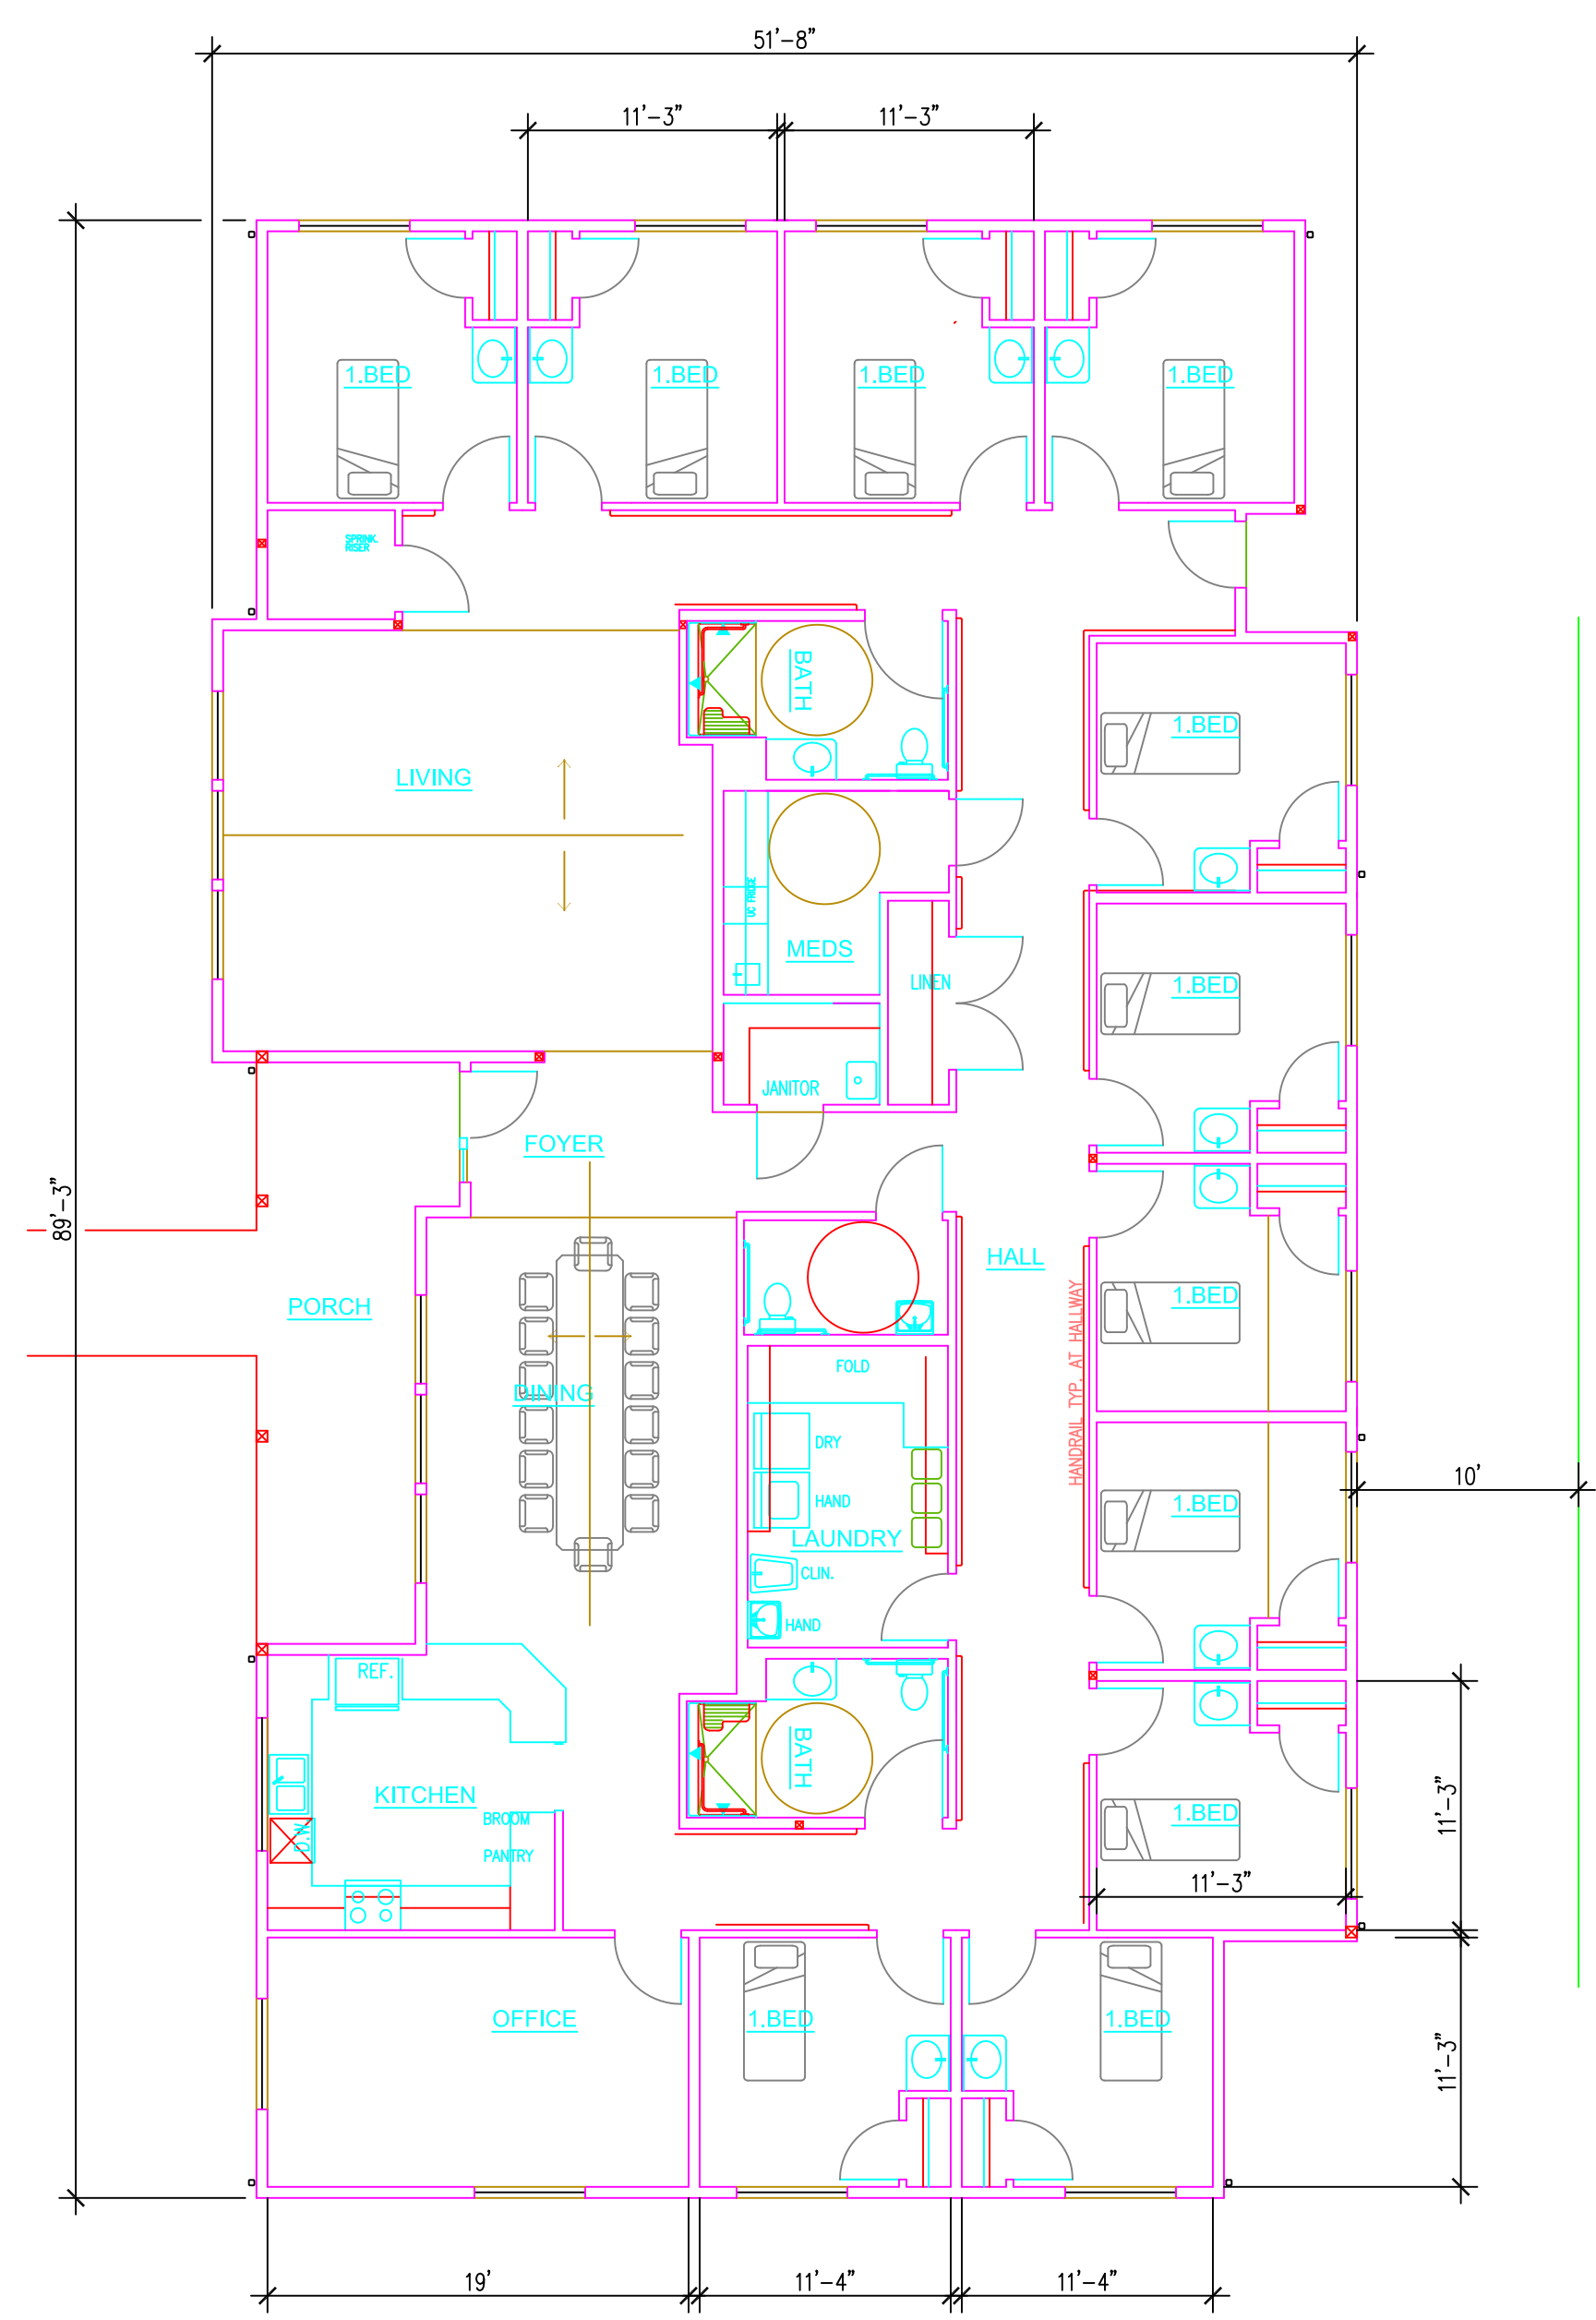 51'-8"
11'-3"
11'-3"
1.BED
1.BED
1.BED
1.BED
SPRINK.
RISER
BATH
1.BED
LIVING
UC FRIDGE
MEDS
LINEN
1.BED
JANITOR
FOYER
89'-3"
HALL
PORCH
1.BED
HANDRAIL TYP. AT HALLWAY
FOLD
DINING
DRY
10'
HAND
1.BED
LAUNDRY
CLIN.
HAND
REF.
BATH
KITCHEN
BROOM
1.BED
11'-3"
D.W
PANTRY
11'-3"
OFFICE
1.BED
1.BED
11'-3"
19'
11'-4"
11'-4"